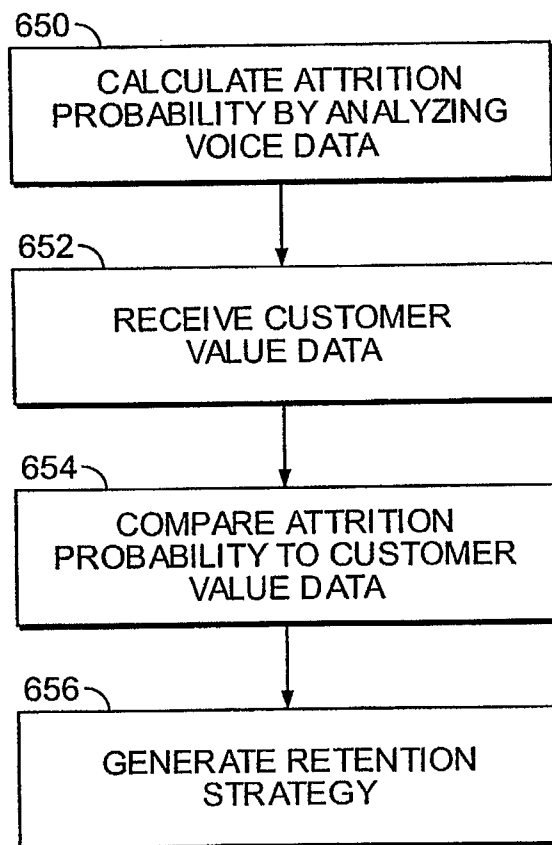 650
CALCULATE ATTRITION
PROBABILITY BY ANALYZING
VOICE DATA
652
RECEIVE CUSTOMER
VALUE DATA
654
COMPARE ATTRITION
PROBABILITY TO CUSTOMER
VALUE DATA
656
GENERATE RETENTION
STRATEGY